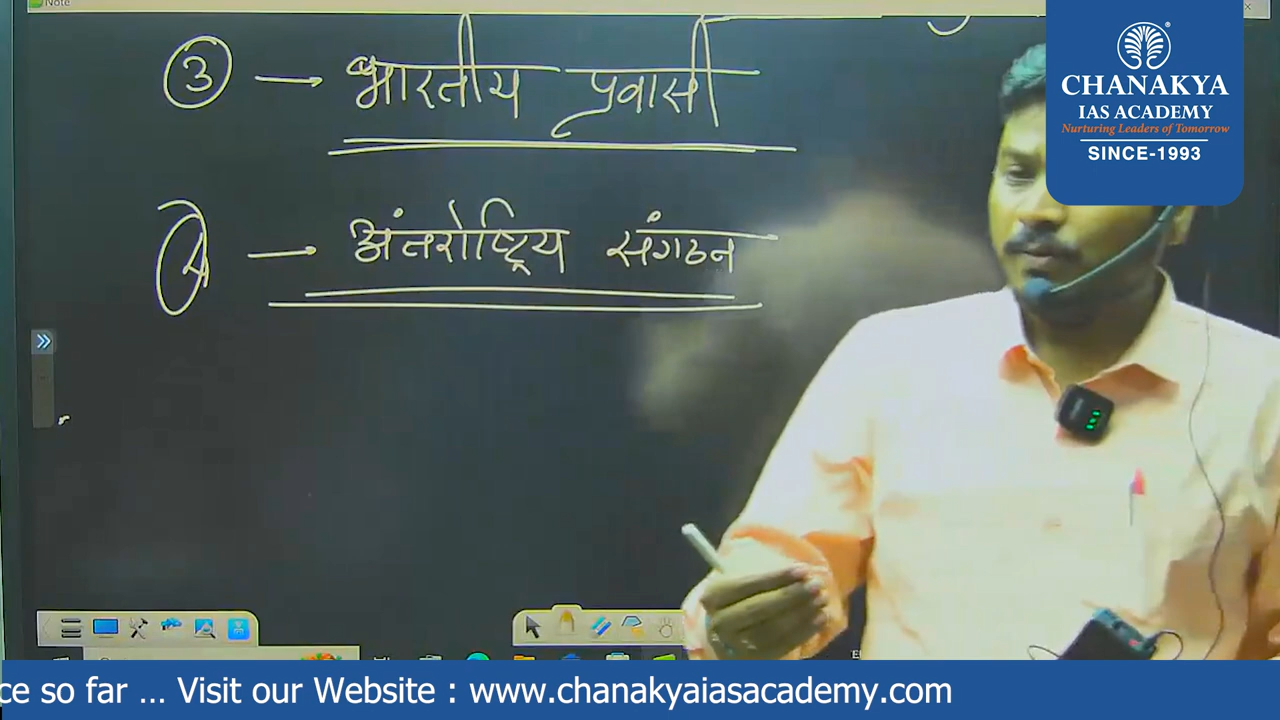 Note
③ → भारतीय प्रवासी
④ → अंतर्राष्ट्रिय संगठन
CHANAKYA
IAS ACADEMY
Nurturing Leaders of Tomorrow
SINCE-1993
ce so far ... Visit our Website : www.chanakyaiasacademy.com